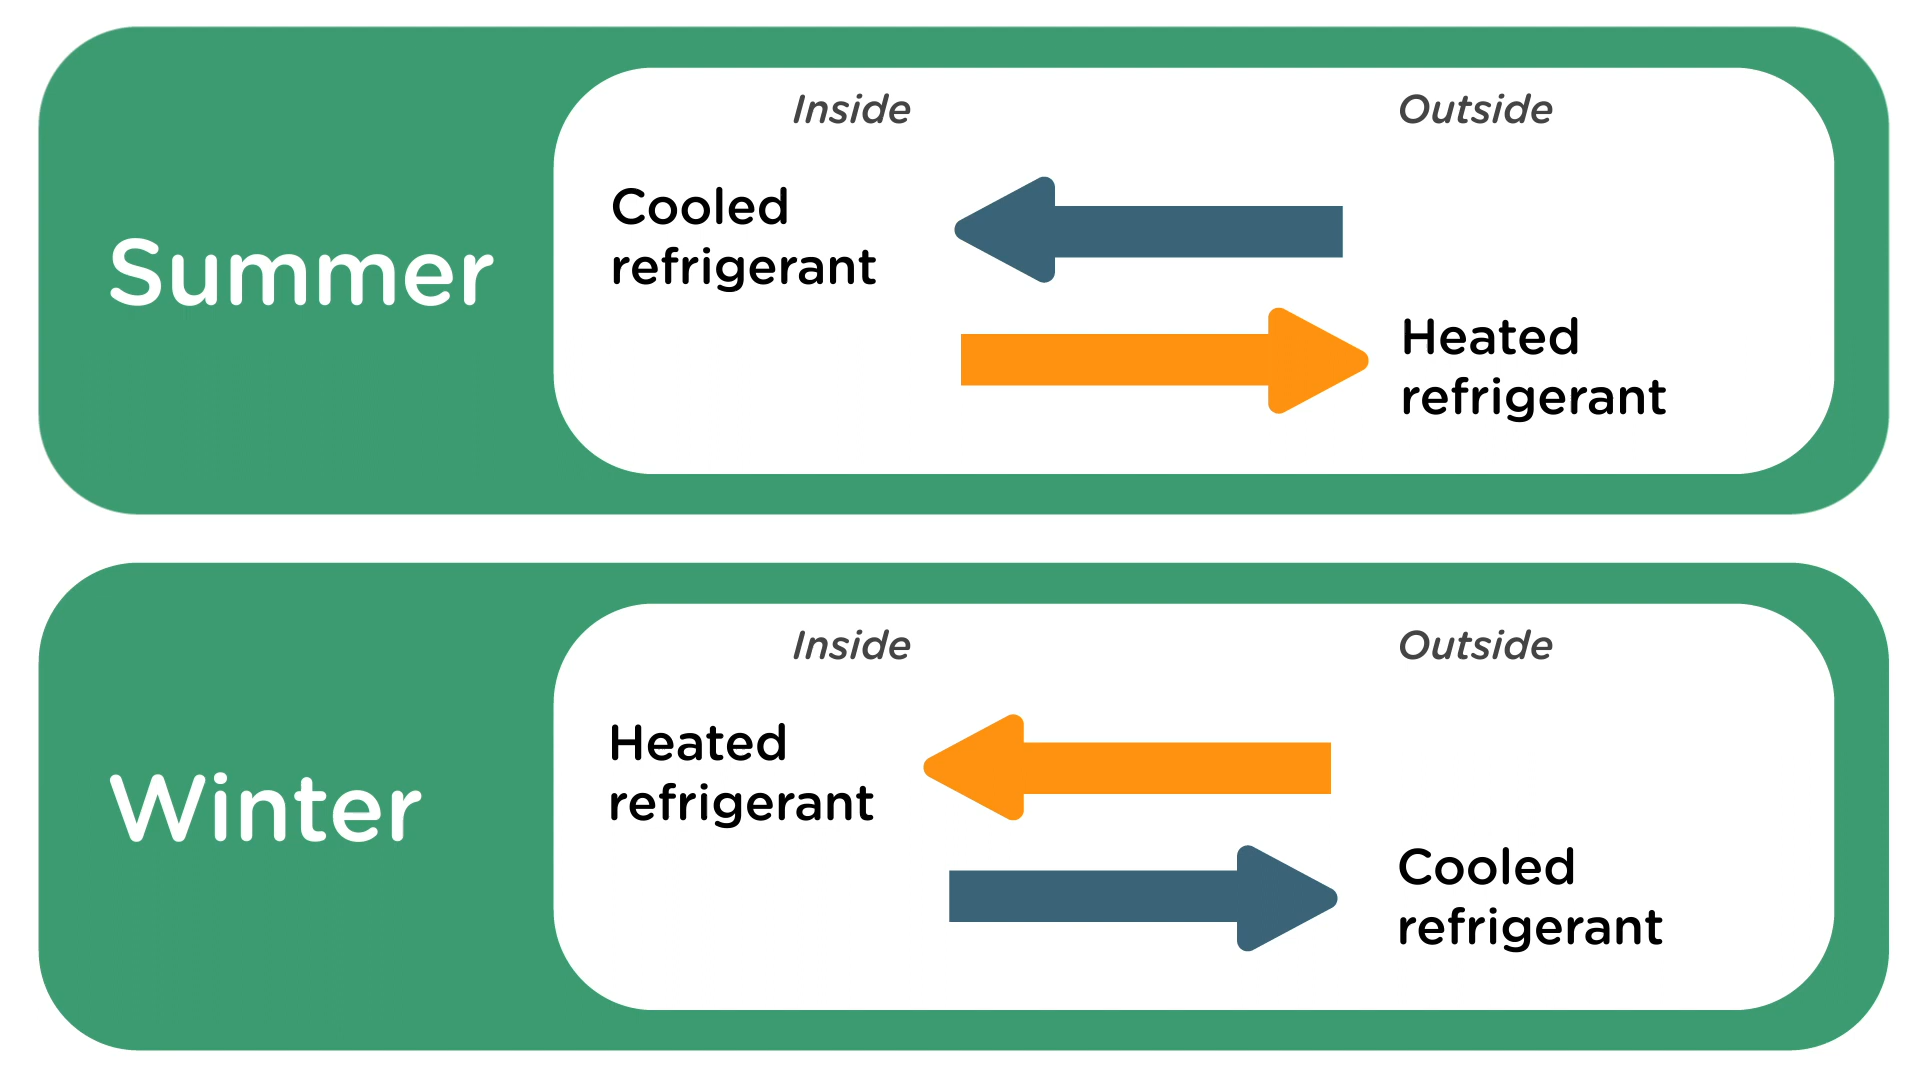 Summer
Inside
Outside
Cooled
refrigerant
Heated
refrigerant
Winter
Inside
Outside
Heated
refrigerant
Cooled
refrigerant